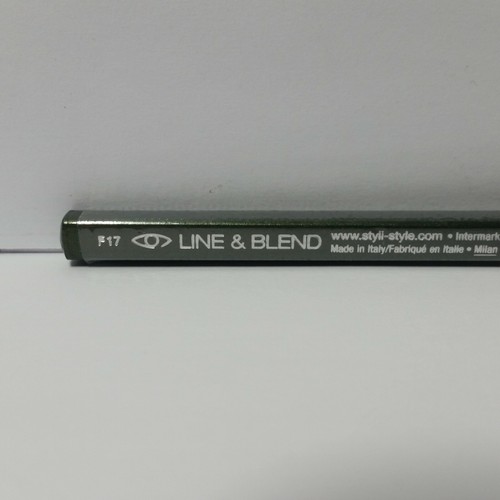 F17 LINE & BLEND
www.styli-style.com • Intermark
Made in Italy/Fabriqué en Italie • Milan